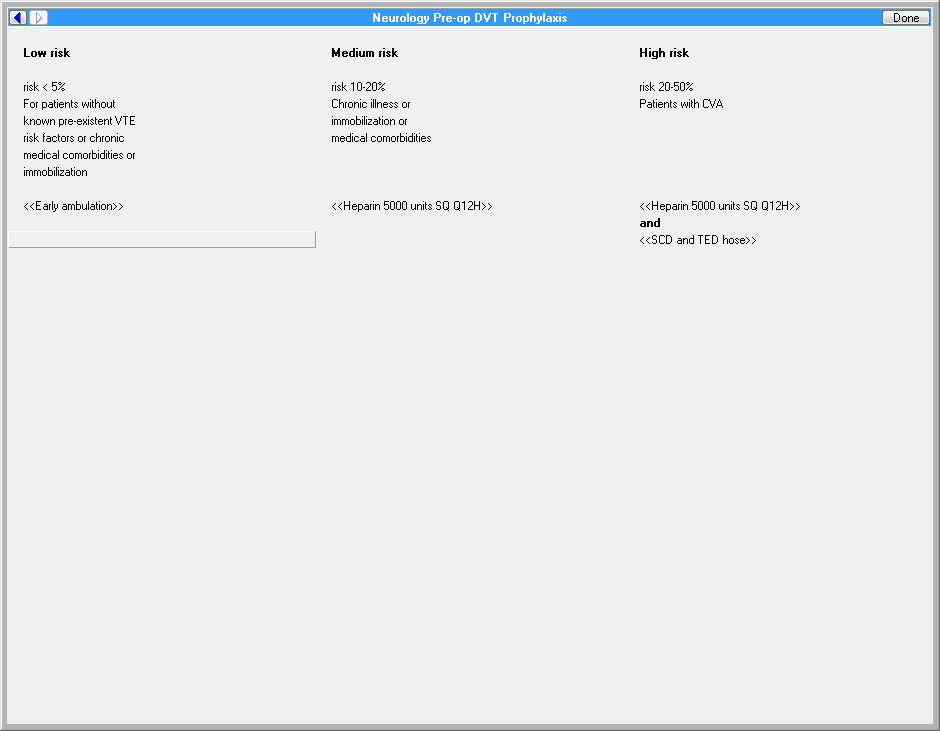 Neurology Pre-op DVT Prophylaxis
Done
Low risk
risk < 5%
For patients without
known pre-existent VTE
risk factors or chronic
medical comorbidities or
immobilization
<<Early ambulation>>
Medium risk
risk 10-20%
Chronic illness or
immobilization or
medical comorbidities
<<Heparin 5000 units SQ Q12H>>
High risk
risk 20-50%
Patients with CVA
<<Heparin 5000 units SQ Q12H>>
and
<<SCD and TED hose>>